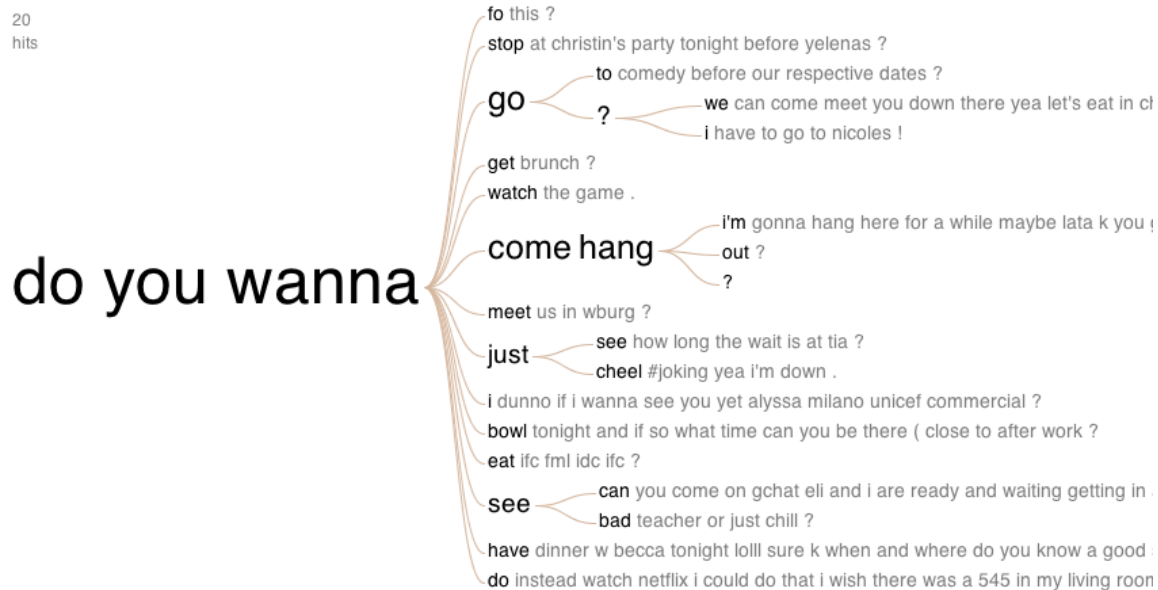 20
hits
do you wanna
fo this ?
stop at christin's party tonight before yelenas ?
go
to comedy before our respective dates ?
?
we can come meet you down there yea let's eat in
i have to go to nicoles !
get brunch ?
watch the game .
come hang
i'm gonna hang here for a while maybe lata k you
out ?
?
meet us in wburg ?
just
see how long the wait is at tia ?
cheel #joking yea i'm down .
i dunno if i wanna see you yet alyssa milano unicef commercial ?
bowl tonight and if so what time can you be there ( close to after work ?
eat ifc fml idc ifc ?
see
can you come on gchat eli and i are ready and waiting getting in
bad teacher or just chill ?
have dinner w becca tonight lolll sure k when and where do you know a good
do instead watch netflix i could do that i wish there was a 545 in my living